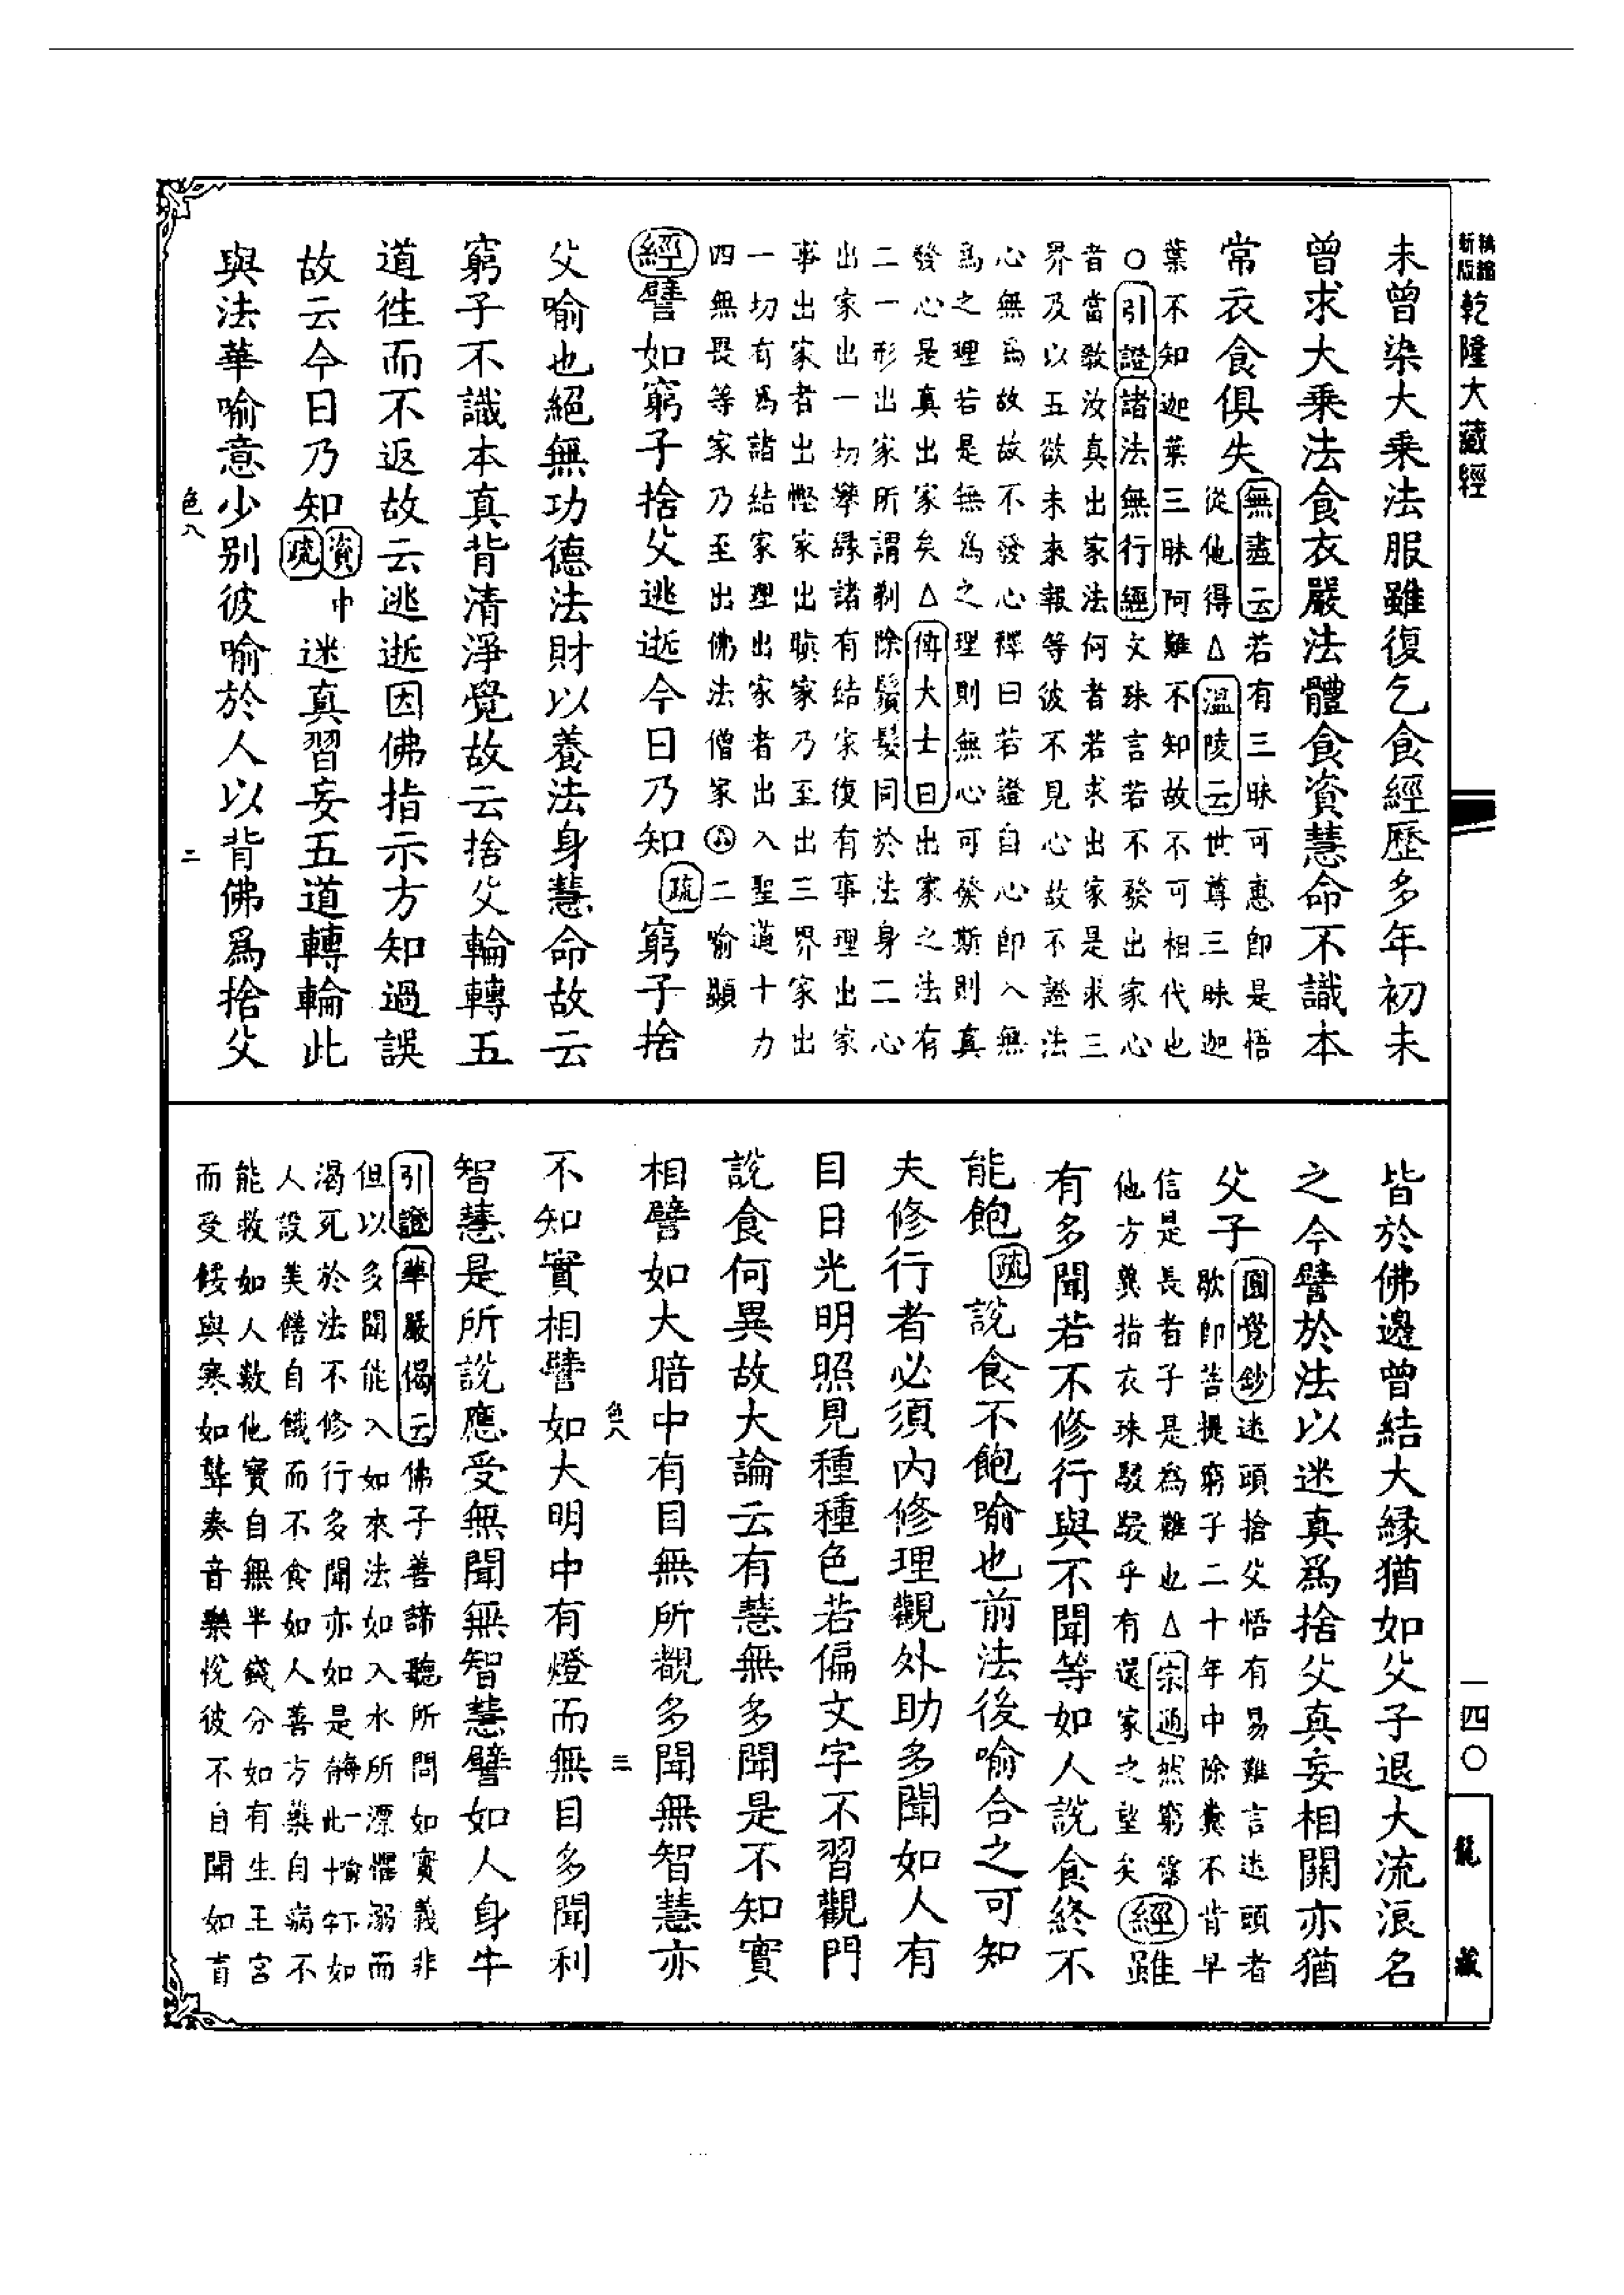 新編
新版
乾隆大藏經
未曾染大乘法服雖復乞食經歷多年初未
曾求大乘法食衣嚴法體食資慧命不識本
常衣食俱失
無盡云若有三昧可惠即是悟
從他得△溫陵云世尊三昧迦
葉不知迦葉三昧阿難不知故不可相代也
○引證諸法無行經文殊言若不發出家心
者當教汝真出家法何者若求出家是求三
界及以五欲未來報等彼不見心故不證法
心無為故故不發心釋曰若證自心即入無
為之理若是無為之理則無心可發斯則真
發心是真出家矣△傅大士曰出家之法有
二一形出家所謂剃除鬚髮同於法身二心
出家出一切攀緣諸有結家復有事理出家
事出家者出慳家出瞋家乃至出三界家出
一切有為諸結家理出家者出入聖道十力
四無畏等家乃至出佛法僧家㊁二喻顯
經譬如窮子捨父逃逝今日乃知疏窮子捨
父喻也絕無功德法財以養法身慧命故云
窮子不識本真背清淨覺故云捨父輪轉五
道徃而不返故云逃逝因佛指示方知過誤
故云今日乃知資中疏迷真習妄五道轉輪此
與法華喻意少別彼喻於人以背佛爲捨父
色八
二
皆於佛邊曾結大緣猶如父子退大流浪名
之今譬於法以迷真爲捨父真妄相關亦猶
父子
圓覺鈔迷頭捨父悟有易難言迷頭者
歇即菩提窮子二十年中除糞不肯早
信是長者子是為難也△宗通然窮露
他方糞指衣珠駸駸乎有還家之望矣經雖
有多聞若不修行與不聞等如人說食終不
能飽疏說食不飽喻也前法後喻合之可知
夫修行者必須內修理觀外助多聞如人有
目日光明照見種種色若偏文字不習觀門
說食何異故大論云有慧無多聞是不知實
相譬如大暗中有目無所覩多聞無智慧亦
色八
三
不知實相譬如大明中有燈而無目多聞利
智慧是所說應受無聞無智慧譬如人身牛
引證華嚴偈云佛子善諦聽所問如實義非
但以多聞能入如來法如人水所漂懼溺而
渴死於法不修行多聞亦如是每一喻下如
人設美饍自餓而不食如人善方藥自病不
能救如人數他寶自無半錢分如有生王宮
而受餒與寒如聾奏音樂悅彼不自聞如盲
一四〇
龍藏